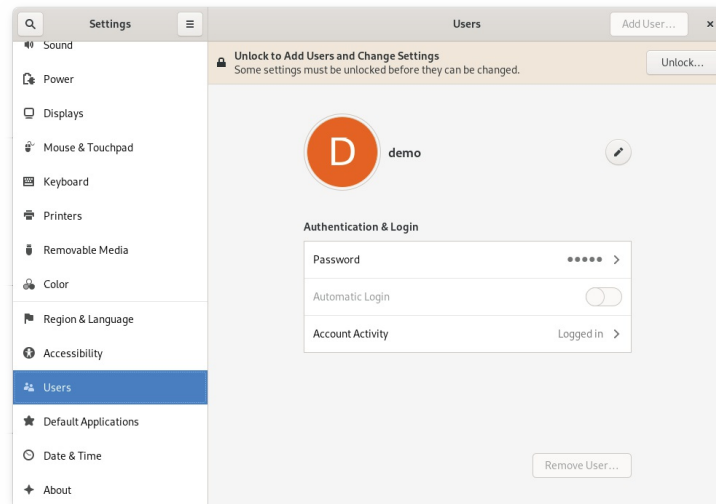 Settings
Users
Add User...
Sound
Power
Displays
Mouse & Touchpad
Keyboard
Printers
Removable Media
Color
Region & Language
Accessibility
Users
Default Applications
Date & Time
About
Unlock to Add Users and Change Settings
Some settings must be unlocked before they can be changed.
Unlock...
D
demo
Authentication & Login
Password
Automatic Login
Account Activity Logged in
Remove User...